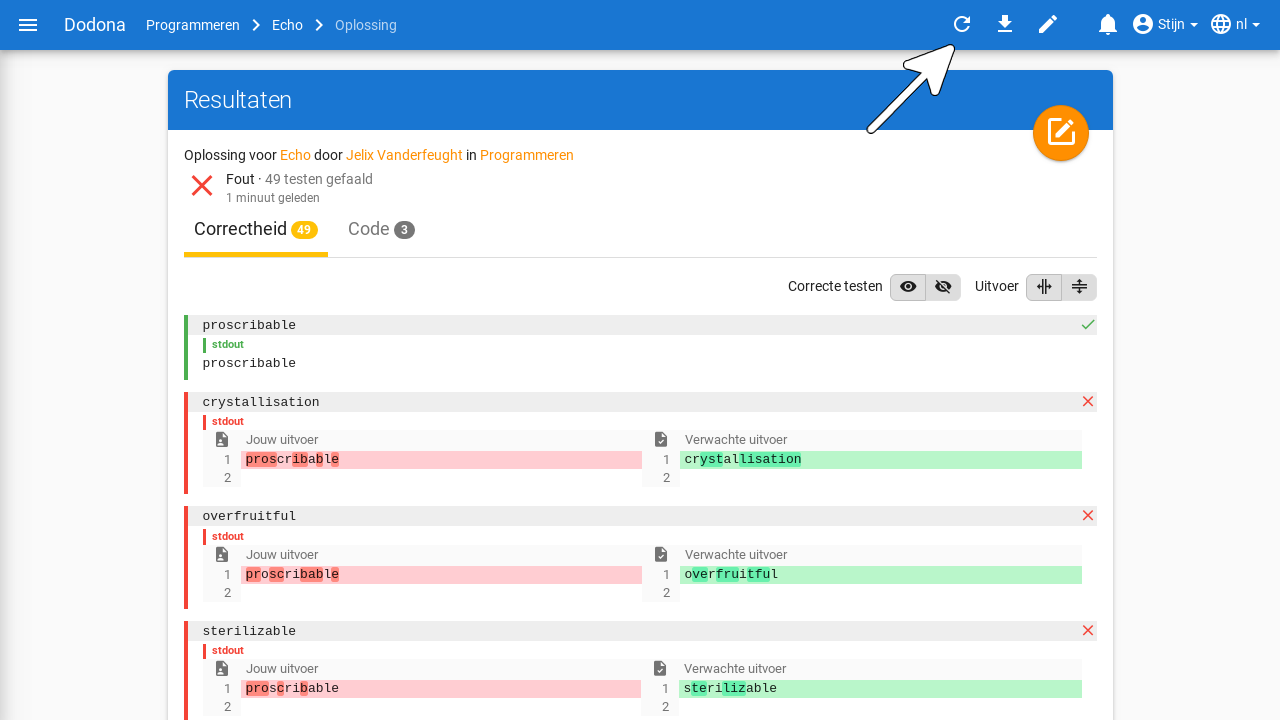 Dodona Programmeren Echo Oplossing Stijn nl
Resultaten
Oplossing voor Echo door Jelix Vanderfeught in Programmeren
Fout · 49 testen gefaald
1 minuut geleden
Correctheid 49 Code 3
Correcte testen Uitvoer
proscribable
stdout
proscribable
crystallisation
stdout
Jouw uitvoer Verwachte uitvoer
1 proscribable 1 crystallisation
2 2
overfruitful
stdout
Jouw uitvoer Verwachte uitvoer
1 proscribable 1 overfruitful
2 2
sterilizable
stdout
Jouw uitvoer Verwachte uitvoer
1 proscribable 1 sterilizable
2 2